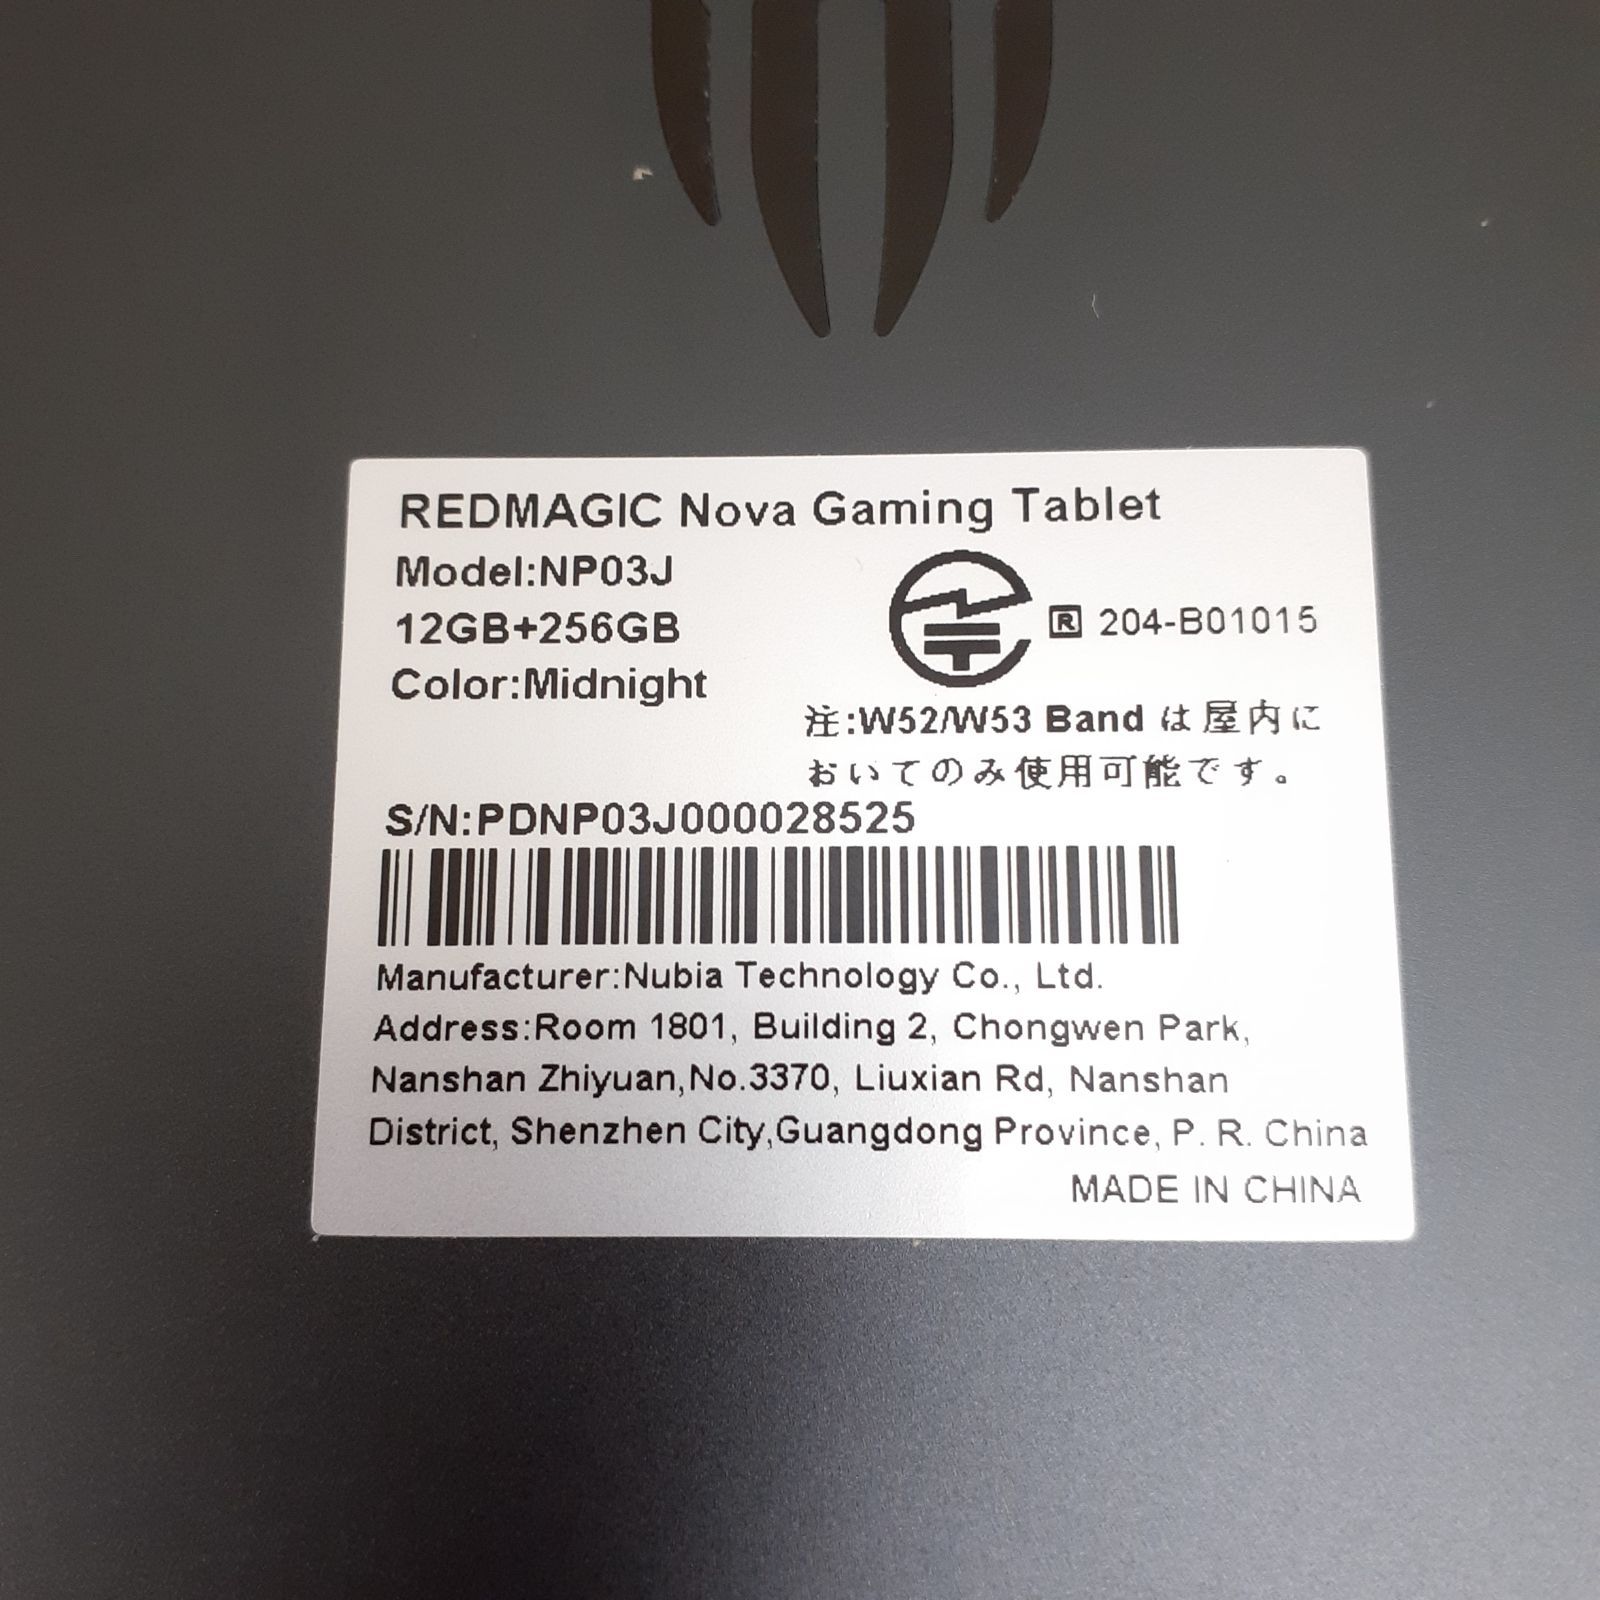 REDMAGIC Nova Gaming Tablet
Model:NP03J
12GB+256GB
Color:Midnight
R 204-B01015
注:W52/W53 Band は屋内に
おいてのみ使用可能です。
S/N:PDNP03J000028525
Manufacturer:Nubia Technology Co., Ltd.
Address:Room 1801, Building 2, Chongwen Park,
Nanshan Zhiyuan,No.3370, Liuxian Rd, Nanshan
District, Shenzhen City,Guangdong Province, P. R. China
MADE IN CHINA